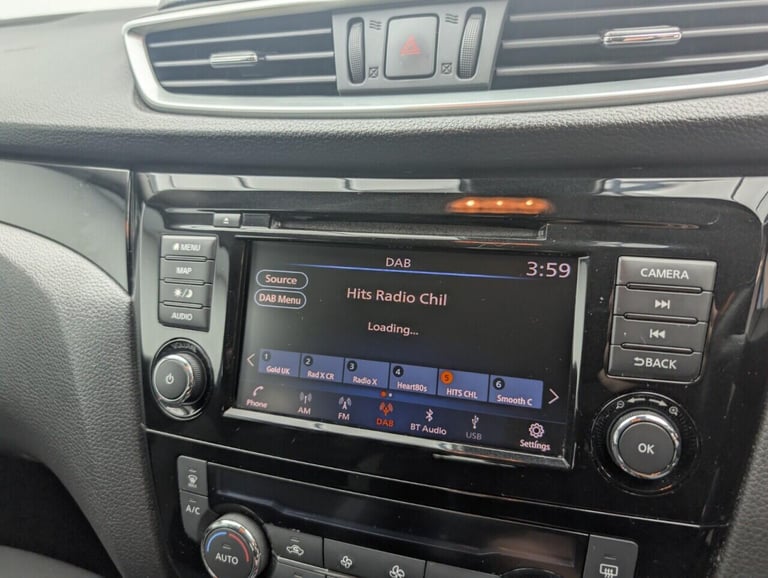 MENU
MAP
AUDIO
VOLUME
DAB
3:59
Source
DAB Menu
Hits Radio Chil
Loading...
1 2 3 4 5 6
Gold UK Rad X CR Radio X Heart80s HITS CHL Smooth C
Phone AM FM DAB BT Audio USB Settings
CAMERA
BACK
OK
A/C
AUTO